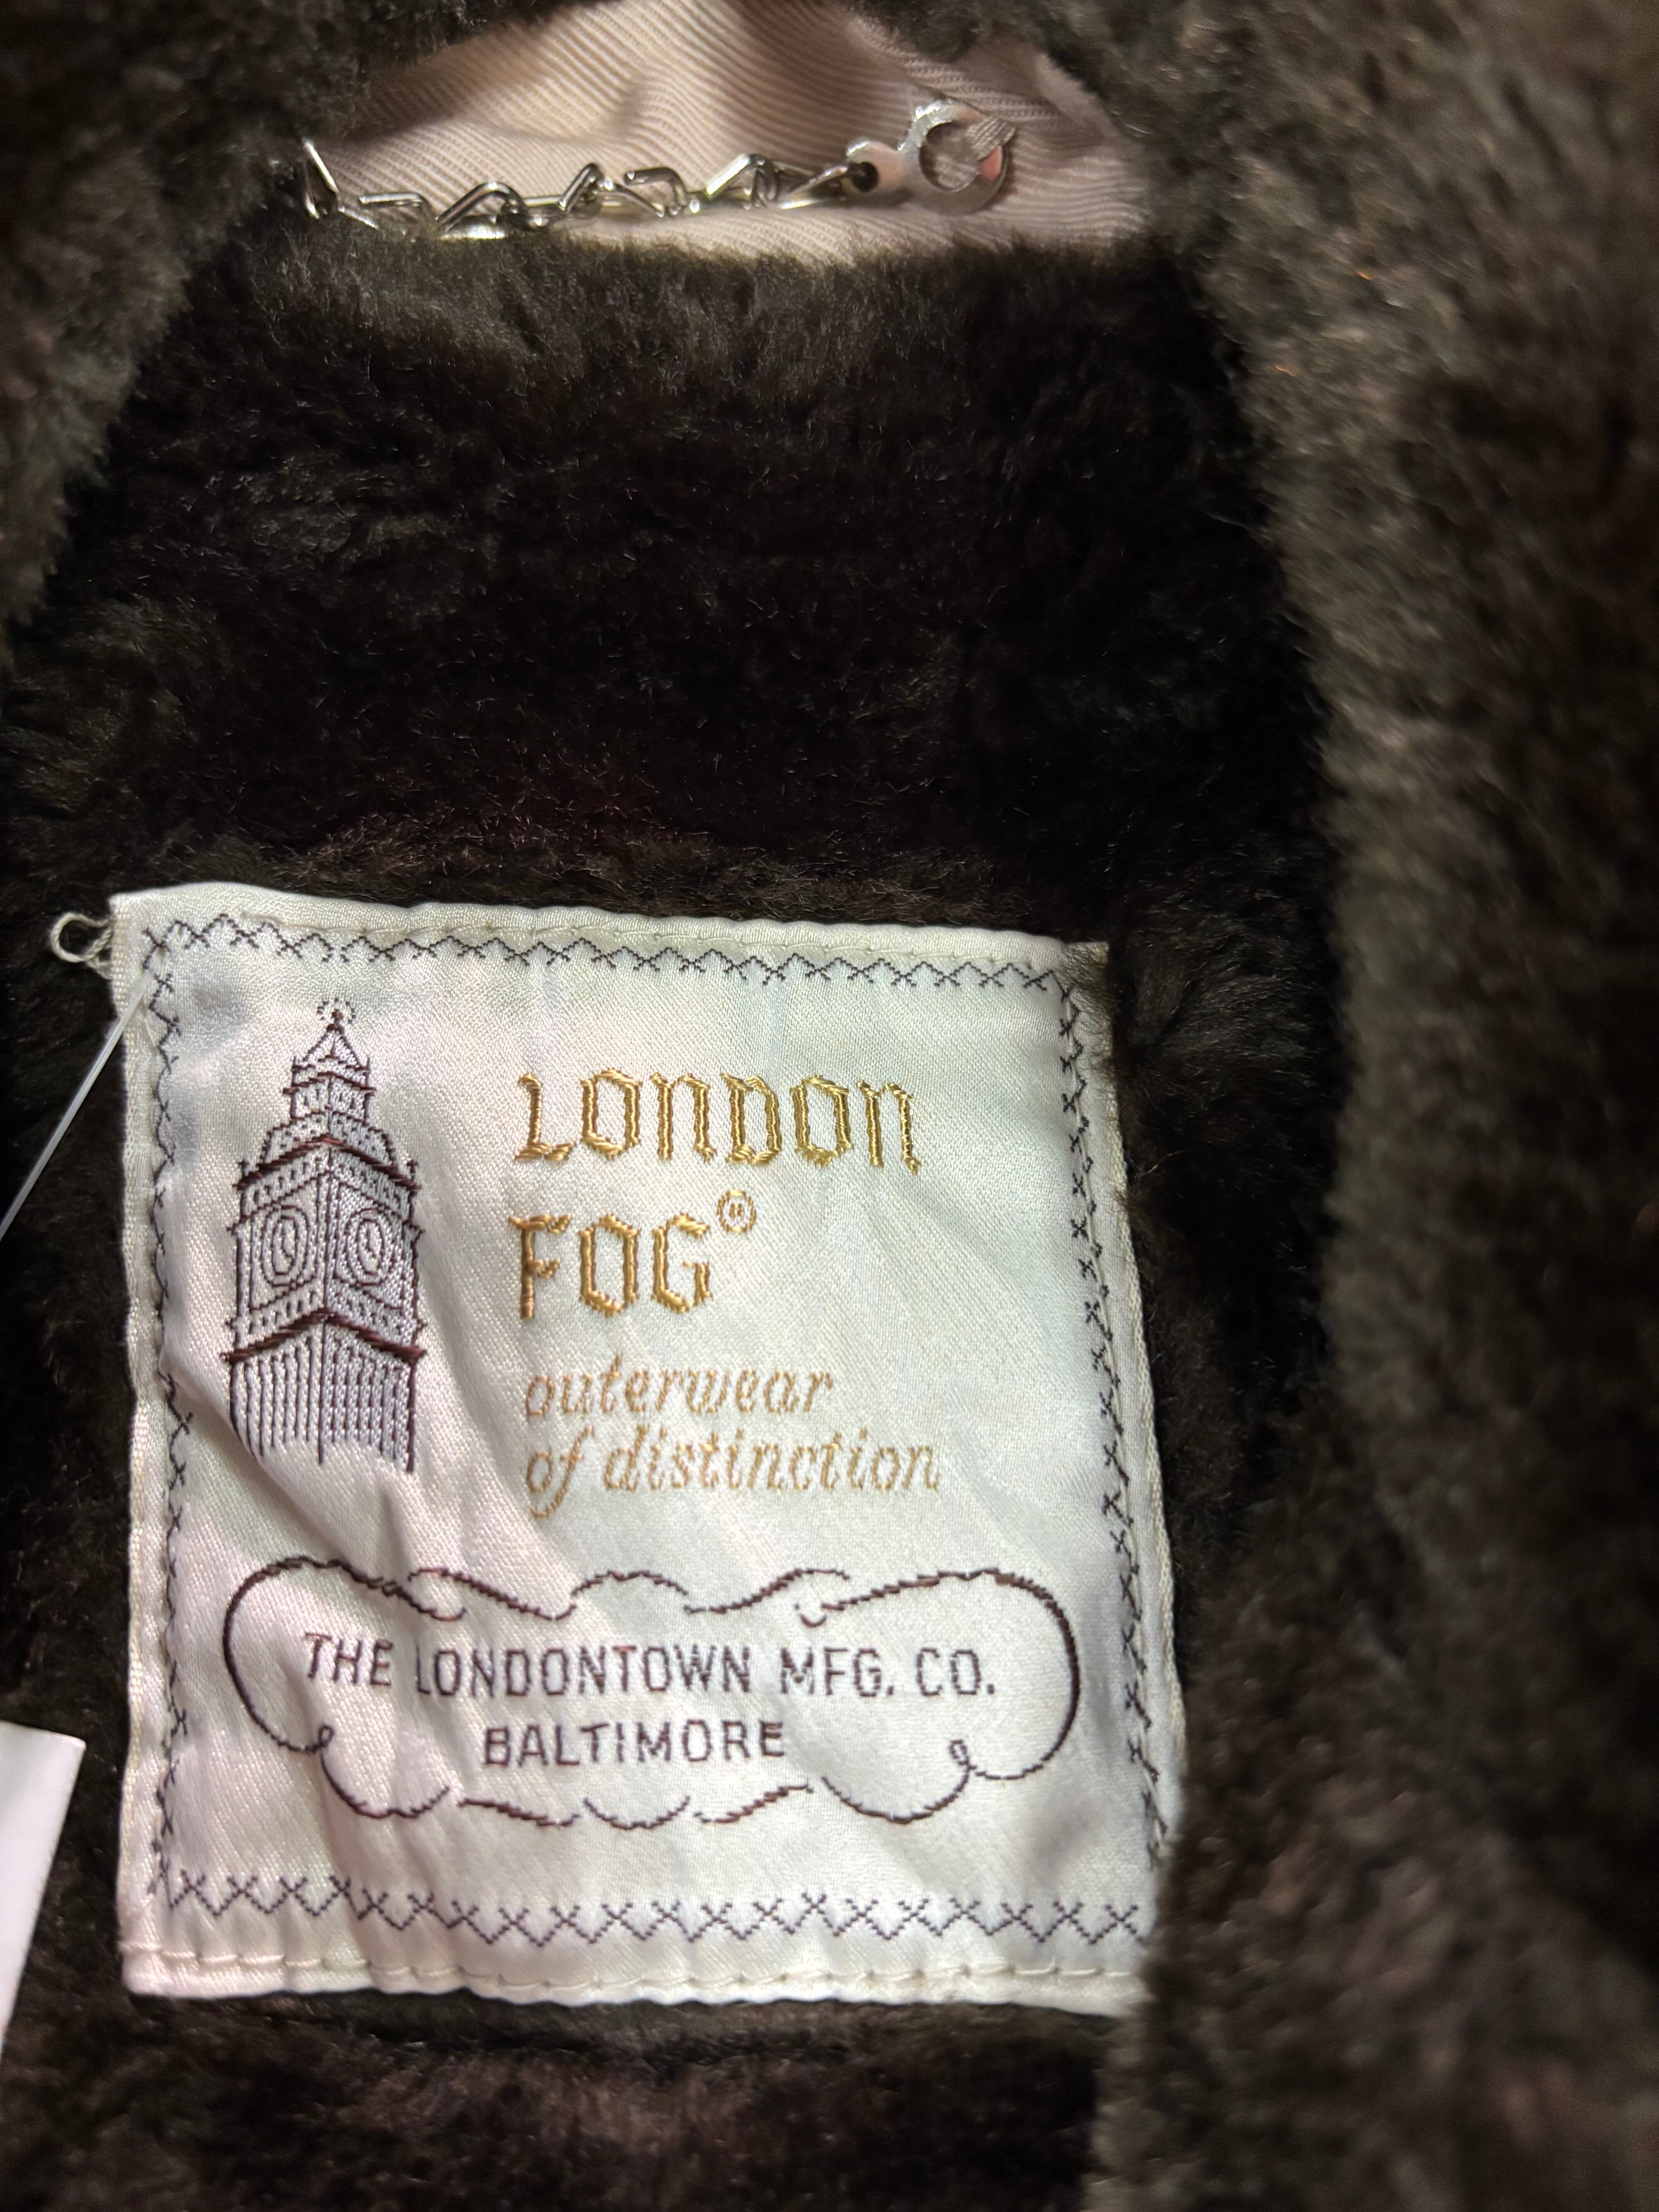 LONDON
FOG®
outerwear
of distinction
THE LONDONTOWN MFG. CO.
BALTIMORE